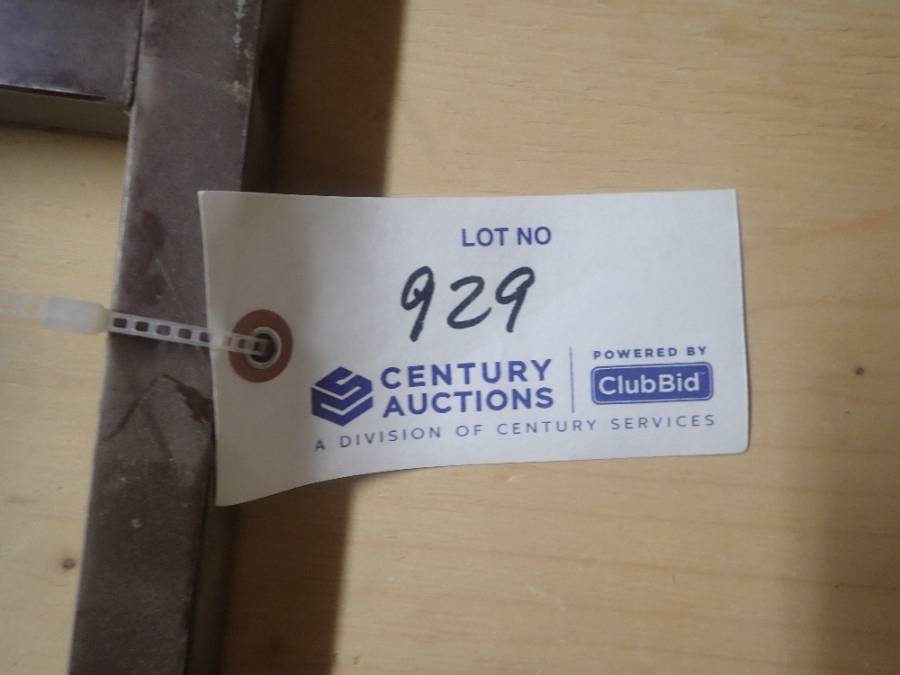 LOT NO
929
CENTURY
AUCTIONS
POWERED BY
ClubBid
A DIVISION OF CENTURY SERVICES